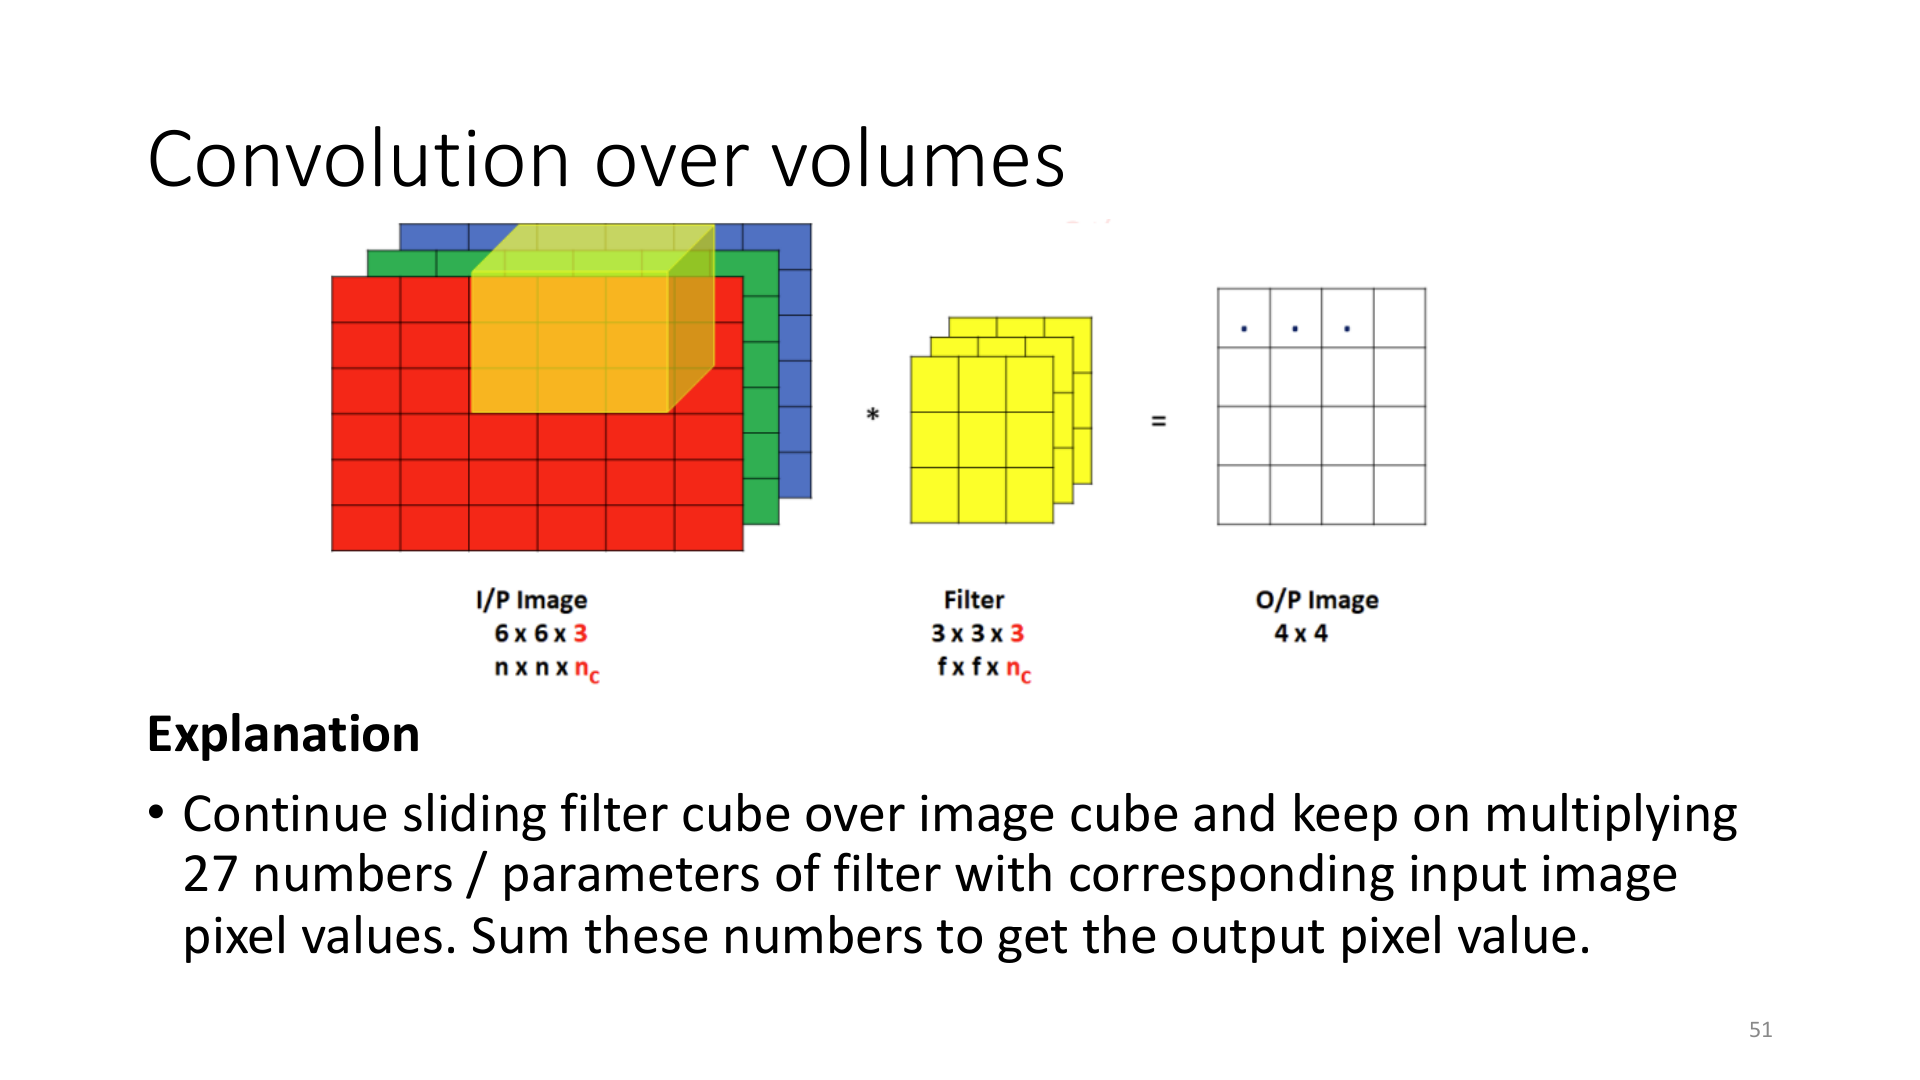 Convolution over volumes
*
=
I/P Image
6 x 6 x 3
n x n x nc
Filter
3 x 3 x 3
f x f x nc
O/P Image
4 x 4
Explanation
• Continue sliding filter cube over image cube and keep on multiplying
27 numbers / parameters of filter with corresponding input image
pixel values. Sum these numbers to get the output pixel value.
51